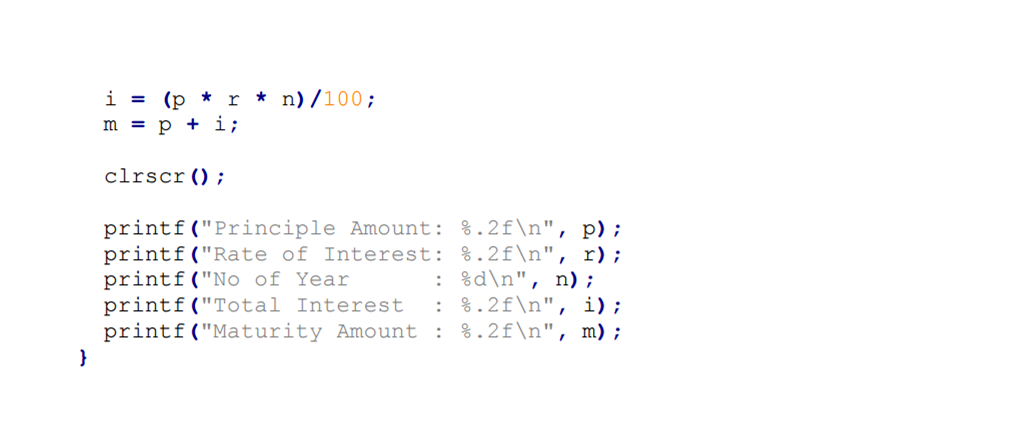 i = (p * r * n)/100;
m = p + i;
clrscr();
printf("Principle Amount: %.2f\n", p);
printf("Rate of Interest: %.2f\n", r);
printf("No of Year      : %d\n", n);
printf("Total Interest  : %.2f\n", i);
printf("Maturity Amount : %.2f\n", m);
}